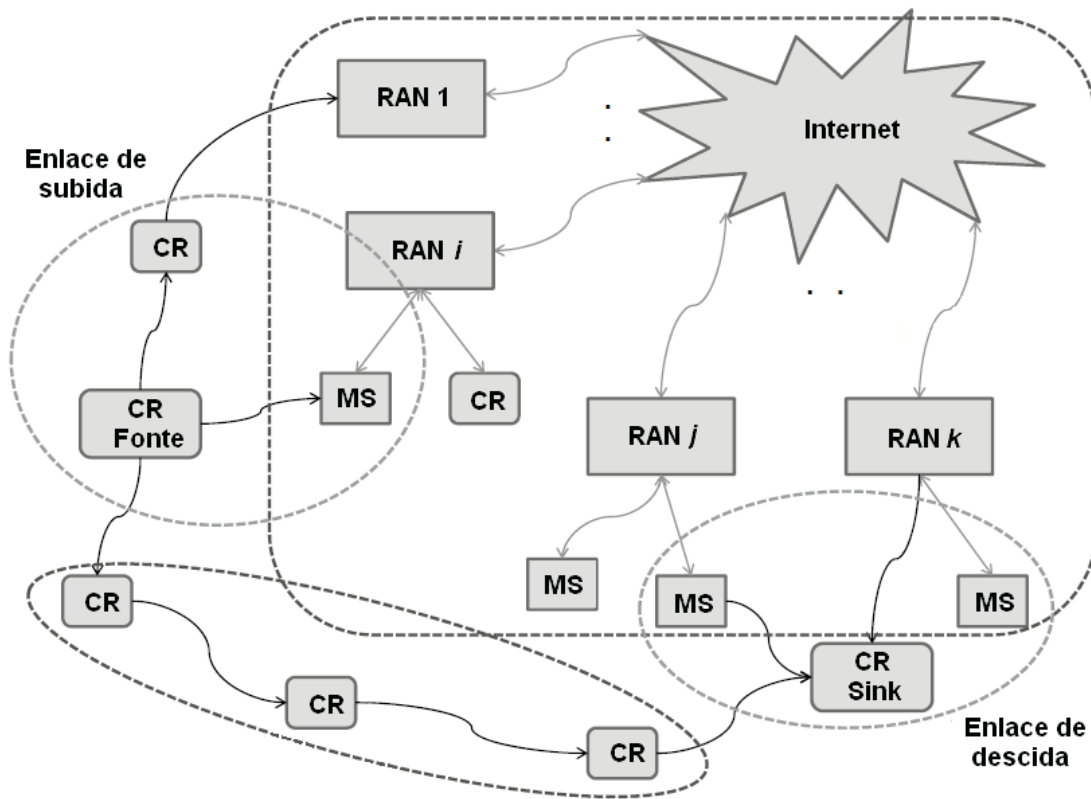 RAN 1
Internet
Enlace de
subida
CR
RAN i
CR
Fonte
MS
CR
RAN j
RAN k
MS
MS
MS
CR
CR
Sink
CR
CR
Enlace de
descida